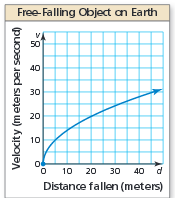 Free-Falling Object on Earth
Velocity (meters per second)
v
50
40
30
20
10
0
0 10 20 30 40 d
Distance fallen (meters)